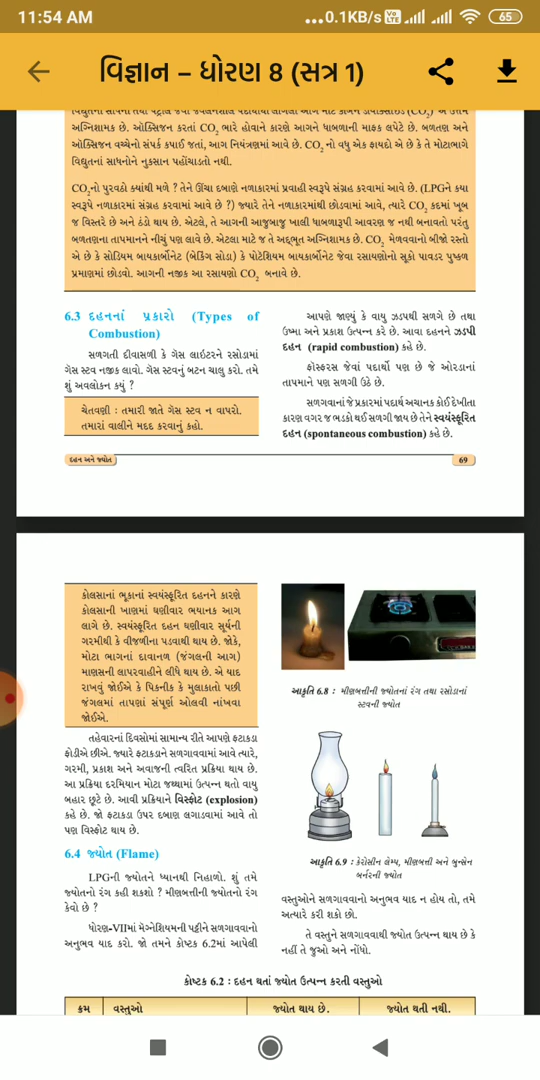 11:54 AM
...0.1KB/s
Vo
LTE
65
વિજ્ઞાન – ધોરણ 8 (સત્ર 1)
અગ્નિશામક છે. ઓક્સિજન કરતાં CO₂ ભારે હોવાને કારણે આગને ધાબળાની માફક લપેટે છે. બળતણ અને
ઓક્સિજન વચ્ચેનો સંપર્ક કપાઈ જતાં, આગ નિયંત્રણમાં આવે છે. CO₂ નો વધુ એક ફાયદો એ છે કે તે મોટાભાગે
વિદ્યુતનાં સાધનોને નુકસાન પહોંચાડતો નથી.
CO₂નો પુરવઠો ક્યાંથી મળે ? તેને ઊંચા દબાણે નળાકારમાં પ્રવાહી સ્વરૂપે સંગ્રહ કરવામાં આવે છે. (LPGને કયા
સ્વરૂપે નળાકારમાં સંગ્રહ કરવામાં આવે છે ?) જ્યારે તેને નળાકારમાંથી છોડવામાં આવે, ત્યારે CO₂ કદમાં ખૂબ
જ વિસ્તરે છે અને ઠંડો થાય છે. એટલે, તે આગની આજુબાજુ ખાલી ધાબળારૂપી આવરણ જ નથી બનાવતો પરંતુ
બળતણના તાપમાનને નીચું પણ લાવે છે. એટલા માટે જ તે અદ્ભૂત અગ્નિશામક છે. CO₂ મેળવવાનો બીજો રસ્તો
એ છે કે સોડિયમ બાયકાર્બોનેટ (બેકિંગ સોડા) કે પોટેશિયમ બાયકાર્બોનેટ જેવા રસાયણોનો સૂકો પાવડર પુષ્કળ
પ્રમાણમાં છોડવો. આગની નજીક આ રસાયણો CO₂ બનાવે છે.
6.3 દહનનાં પ્રકારો (Types of
Combustion)
સળગતી દીવાસળી કે ગેસ લાઇટરને રસોડામાં
ગેસ સ્ટવ નજીક લાવો. ગેસ સ્ટવનું બટન ચાલુ કરો. તમે
શું અવલોકન કર્યું ?
ચેતવણી : તમારી જાતે ગેસ સ્ટવ ન વાપરો.
તમારાં વાલીને મદદ કરવાનું કહો.
આપણે જાણ્યું કે વાયુ ઝડપથી સળગે છે તથા
ઉષ્મા અને પ્રકાશ ઉત્પન્ન કરે છે. આવા દહનને ઝડપી
દહન (rapid combustion) કહે છે.
ફોસ્ફરસ જેવાં પદાર્થો પણ છે જે ઓરડાનાં
તાપમાને પણ સળગી ઉઠે છે.
સળગવાનાં જે પ્રકારમાં પદાર્થ અચાનક કોઈ દેખીતા
કારણ વગર જ ભડકો થઈ સળગી જાય છે તેને સ્વયંસ્ફૂરિત
દહન (spontaneous combustion) કહે છે.
દહન અને જ્યોત
69
કોલસાનાં ભૂકાનાં સ્વયંસ્ફૂરિત દહનને કારણે
કોલસાની ખાણમાં ઘણીવાર ભયાનક આગ
લાગે છે. સ્વયંસ્ફૂરિત દહન ઘણીવાર સૂર્યની
ગરમીથી કે વીજળીના પડવાથી થાય છે. જોકે,
મોટા ભાગનાં દાવાનળ (જંગલની આગ)
માણસની લાપરવાહીને લીધે થાય છે. એ યાદ
રાખવું જોઈએ કે પિકનીક કે મુલાકાતો પછી
જંગલમાં તાપણાં સંપૂર્ણ ઓલવી નાંખવા
જોઈએ.
તહેવારનાં દિવસોમાં સામાન્ય રીતે આપણે ફટાકડા
ફોડીએ છીએ. જ્યારે ફટાકડાને સળગાવવામાં આવે ત્યારે,
ગરમી, પ્રકાશ અને અવાજની ત્વરિત પ્રક્રિયા થાય છે.
આ પ્રક્રિયા દરમિયાન મોટા જથ્થામાં ઉત્પન્ન થતો વાયુ
બહાર છૂટે છે. આવી પ્રક્રિયાને વિસ્ફોટ (explosion)
કહે છે. જો ફટાકડા ઉપર દબાણ લગાડવામાં આવે તો
પણ વિસ્ફોટ થાય છે.
6.4 જ્યોત (Flame)
LPGની જ્યોતને ધ્યાનથી નિહાળો. શું તમે
જ્યોતનો રંગ કહી શકશો ? મીણબત્તીની જ્યોતનો રંગ
કેવો છે ?
ધોરણ-VIIમાં મૅગ્નેશિયમની પટ્ટીને સળગાવવાનો
અનુભવ યાદ કરો. જો તમને કોષ્ટક 6.2માં આપેલી
આકૃતિ 6.8 : મીણબત્તીની જ્યોતનાં રંગ તથા રસોડાનાં
સ્ટવની જ્યોત
આકૃતિ 6.9 : કેરોસીન લેમ્પ, મીણબત્તી અને બુન્સેન
બર્નરની જ્યોત
વસ્તુઓને સળગાવવાનો અનુભવ યાદ ન હોય તો, તમે
અત્યારે કરી શકો છો.
તે વસ્તુને સળગાવવાથી જ્યોત ઉત્પન્ન થાય છે કે
નહીં તે જુઓ અને નોંધો.
કોષ્ટક 6.2 : દહન થતાં જ્યોત ઉત્પન્ન કરતી વસ્તુઓ
ક્રમ વસ્તુઓ જ્યોત થાય છે. જ્યોત થતી નથી.